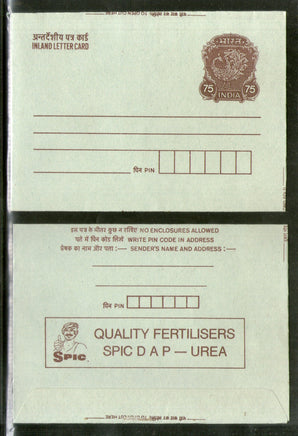 अन्तर्देशीय पत्र कार्ड
INLAND LETTER CARD
भारत
75 75
INDIA
पिन PIN
इस पत्र के भीतर कुछ न रखिए NO ENCLOSURES ALLOWED
पते में पिन कोड लिखें WRITE PIN CODE IN ADDRESS
प्रेषक का नाम और पता :— SENDER'S NAME AND ADDRESS :—
पिन PIN
SPIC
QUALITY FERTILISERS
SPIC D A P — UREA